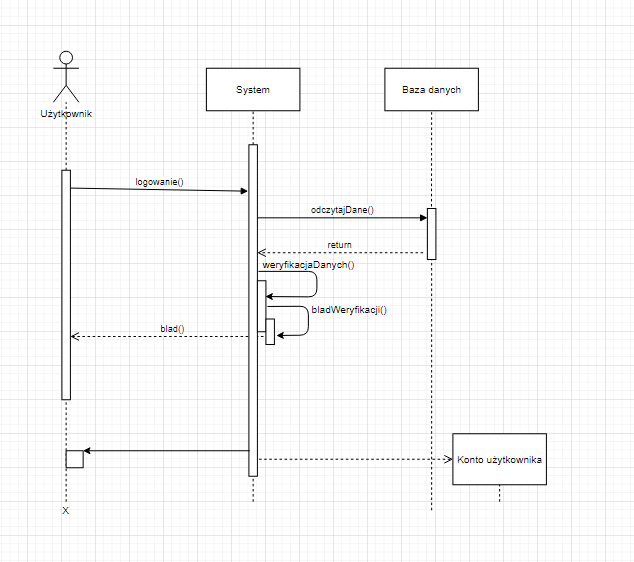 Użytkownik
System
Baza danych
logowanie()
odczytajDane()
return
weryfikacjaDanych()
bladWeryfikacji()
blad()
Konto użytkownika
X